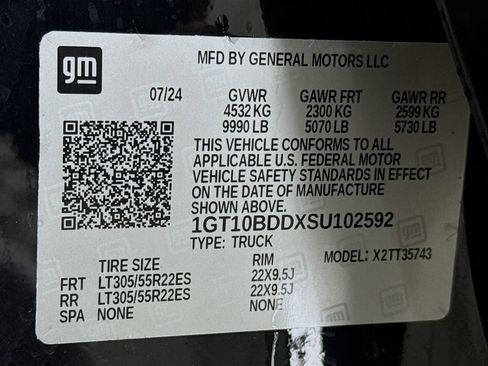 gm
MFD BY GENERAL MOTORS LLC
07/24 GVWR GAWR FRT GAWR RR
4532 KG 2300 KG 2599 KG
9990 LB 5070 LB 5730 LB
THIS VEHICLE CONFORMS TO ALL
APPLICABLE U.S. FEDERAL MOTOR
VEHICLE SAFETY STANDARDS IN EFFECT
ON THE DATE OF MANUFACTURE
SHOWN ABOVE.
1GT10BDDXSU102592
TYPE: TRUCK MODEL: X2TT35743
TIRE SIZE RIM
FRT LT305/55R22ES 22X9.5J
RR LT305/55R22ES 22X9.5J
SPA NONE NONE